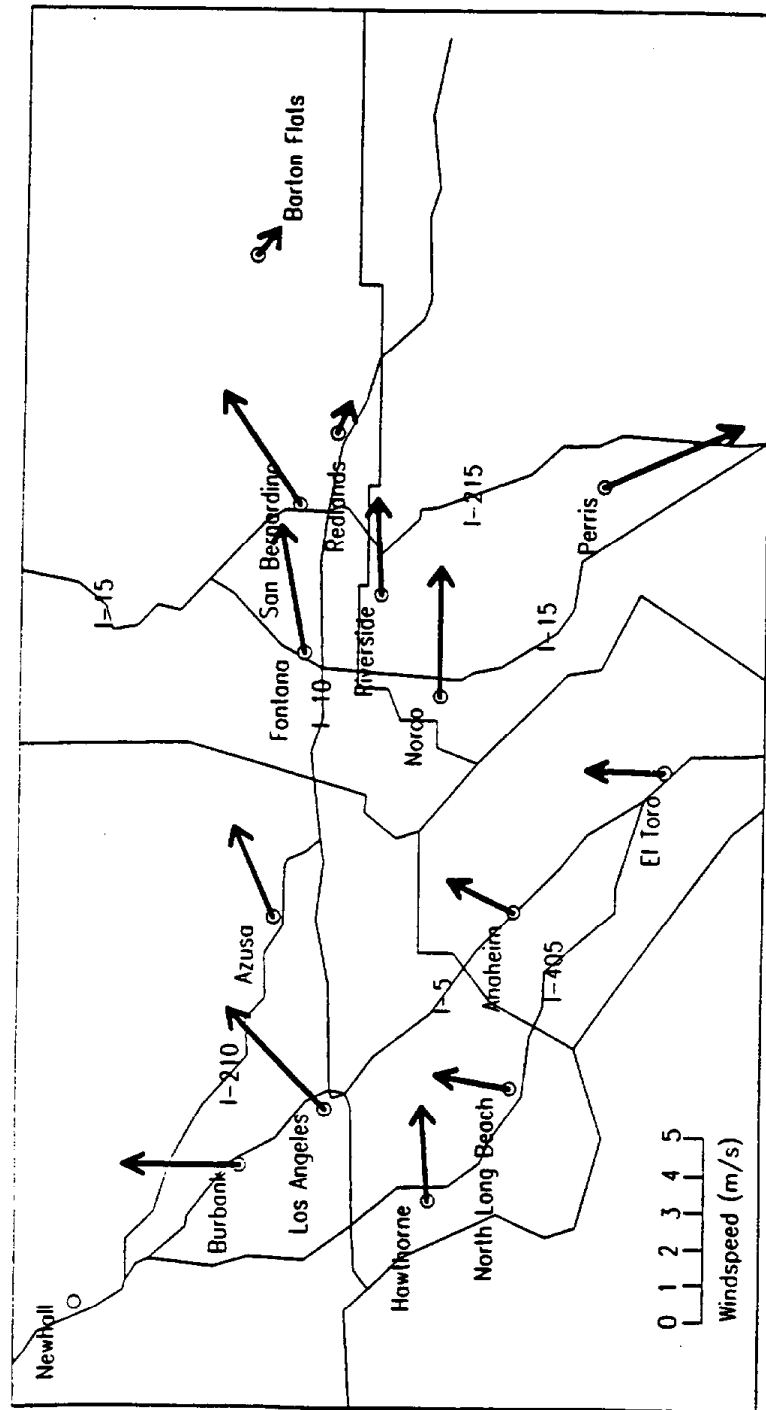 Newhall
Burbank
I-210
Azusa
I-15
Los Angeles
Fontana
San Bernardino
Barton Flats
I-10
Redlands
Hawthorne
Riverside
I-5
Norco
I-215
North Long Beach
Anaheim
I-405
I-15
Perris
El Toro
0 1 2 3 4 5
Windspeed (m/s)